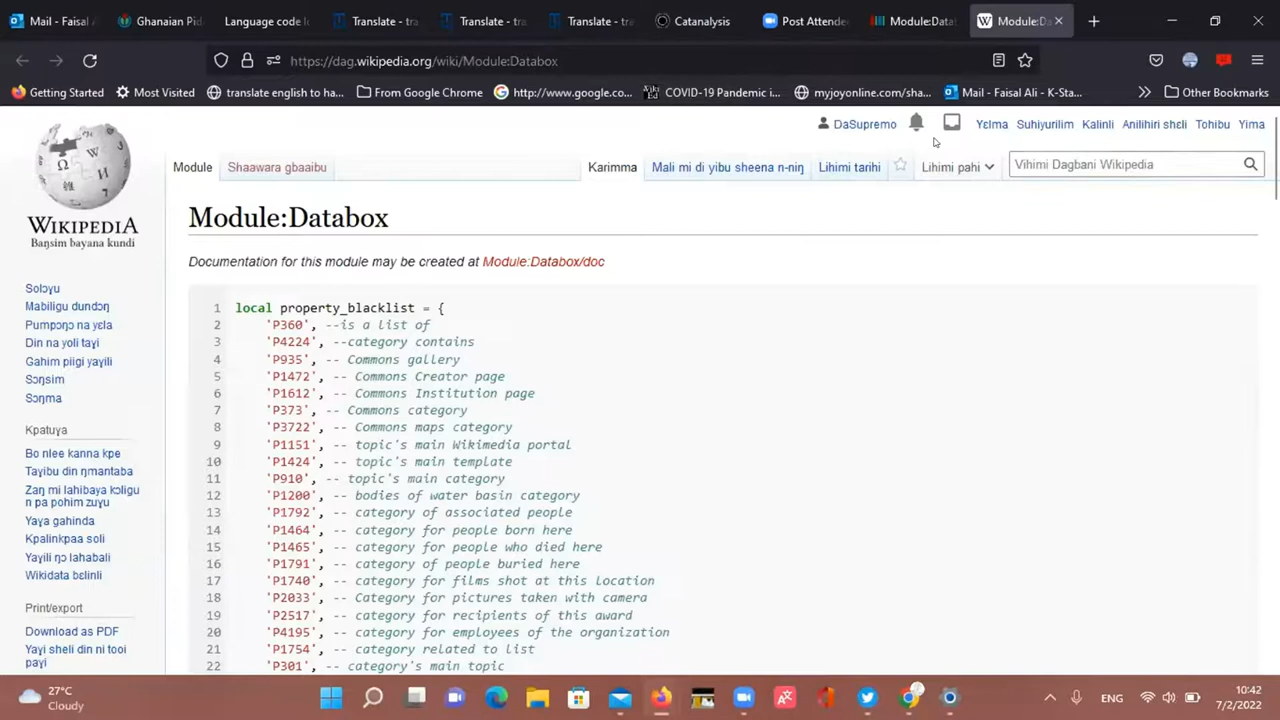 Mail - Faisal A
Ghanaian Pid
Language code l
Translate - tra
Translate - tra
Translate - tra
Catanalysis
Post Attende
Module:Data
Module:Da
https://dag.wikipedia.org/wiki/Module:Databox
Getting Started
Most Visited
translate english to ha...
From Google Chrome
http://www.google.co...
COVID-19 Pandemic i...
myjoyonline.com/sha...
Mail - Faisal Ali - K-Sta...
Other Bookmarks
DaSupremo
Yɛlma
Suhiyurilim
Kalinli
Anilihiri shɛli
Tohibu
Yima
Module
Shaawara gbaaibu
Karimma
Mali mi di yibu sheena n-niŋ
Lihimi tarihi
Lihimi pahi
Vihimi Dagbani Wikipedia
WIKIPEDIA
Baŋsim bayana kundi
Module:Databox
Documentation for this module may be created at Module:Databox/doc
Soloɣu
Mabiligu dundɔŋ
Pumpɔŋɔ na yɛla
Din na yoli taɣi
Gahim piigi yaɣili
Sɔŋsim
Sɔŋma
Kpatuɣa
Bo nlee kanna kpe
Taɣibu din ŋmantaba
Zaŋ mi lahibaya kɔligu
n pa pohim zuɣu
Yaɣa gahinda
Kpalinkpaa soli
Yaɣili ŋɔ lahabali
Wikidata bɛlinli
Print/export
Download as PDF
Yaɣi sheli din ni tooi
paɣi
1 local property_blacklist = {
2 'P360', --is a list of
3 'P4224', --category contains
4 'P935', -- Commons gallery
5 'P1472', -- Commons Creator page
6 'P1612', -- Commons Institution page
7 'P373', -- Commons category
8 'P3722', -- Commons maps category
9 'P1151', -- topic's main Wikimedia portal
10 'P1424', -- topic's main template
11 'P910', -- topic's main category
12 'P1200', -- bodies of water basin category
13 'P1792', -- category of associated people
14 'P1464', -- category for people born here
15 'P1465', -- category for people who died here
16 'P1791', -- category of people buried here
17 'P1740', -- category for films shot at this location
18 'P2033', -- Category for pictures taken with camera
19 'P2517', -- category for recipients of this award
20 'P4195', -- category for employees of the organization
21 'P1754', -- category related to list
22 'P301', -- category's main topic
27°C
Cloudy
ENG
10:42
7/2/2022